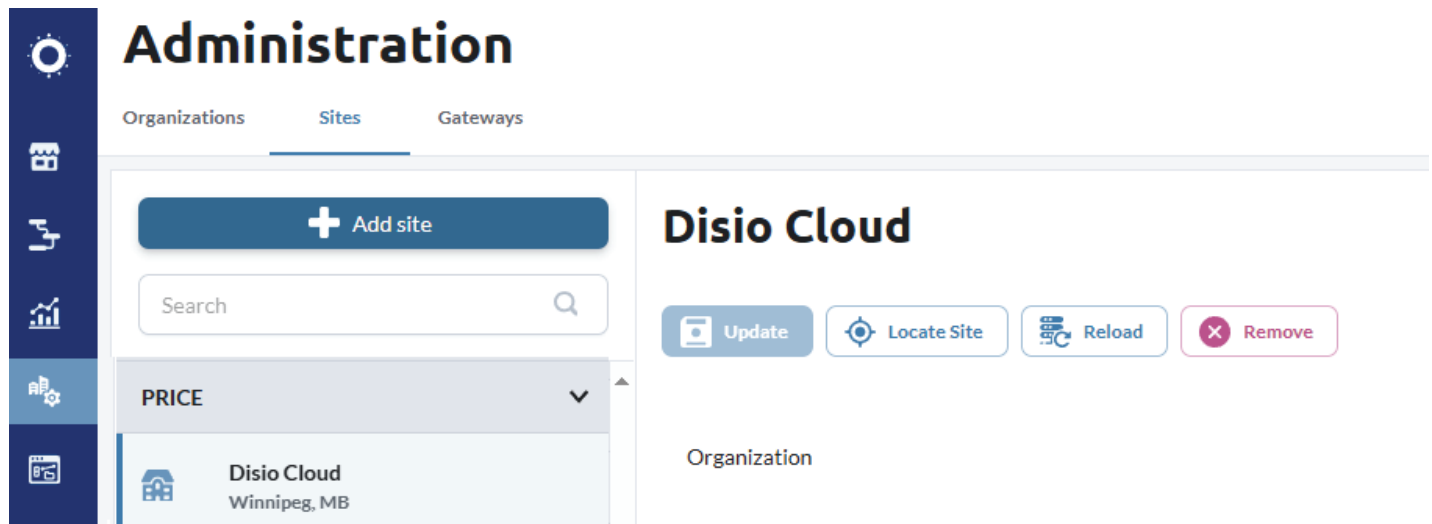 Administration
Organizations Sites Gateways
Add site
Search
PRICE
Disio Cloud
Winnipeg, MB
Disio Cloud
Update Locate Site Reload Remove
Organization